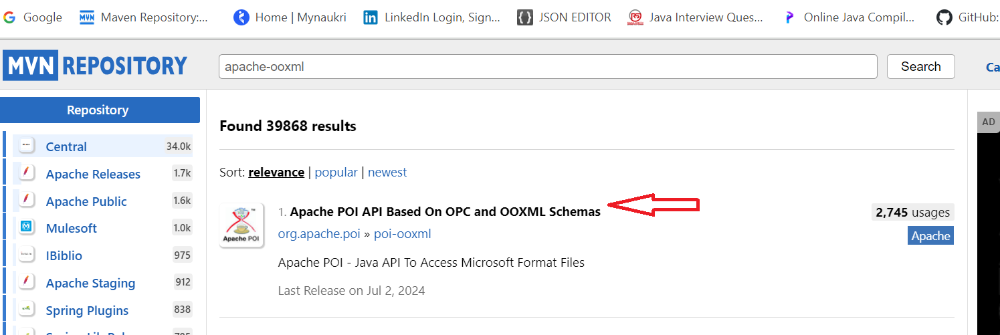 Google Maven Repository:... Home | Mynaukri LinkedIn Login, Sign... JSON EDITOR Java Interview Ques... Online Java Compil... GitHub:
MVN REPOSITORY
apache-ooxml
Search
Ca
Repository
Central 34.0k
Apache Releases 1.7k
Apache Public 1.6k
Mulesoft 1.0k
IBiblio 975
Apache Staging 912
Spring Plugins 838
Found 39868 results
Sort: relevance | popular | newest
Apache POI
1. Apache POI API Based On OPC and OOXML Schemas
2,745 usages
org.apache.poi » poi-ooxml
Apache
Apache POI - Java API To Access Microsoft Format Files
Last Release on Jul 2, 2024
AD